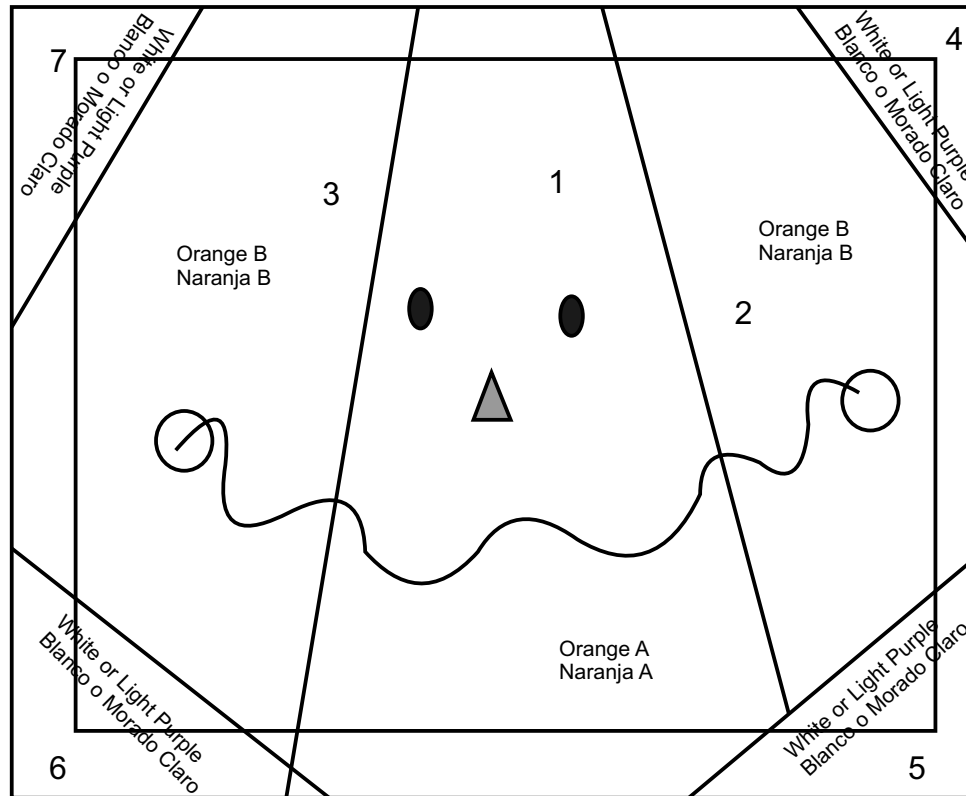 7
White or Light Purple
Blanco o Morado Claro
4
White or Light Purple
Blanco o Morado Claro
3
1
Orange B
Naranja B
Orange B
Naranja B
2
Orange A
Naranja A
White or Light Purple
Blanco o Morado Claro
White or Light Purple
Blanco o Morado Claro
6
5